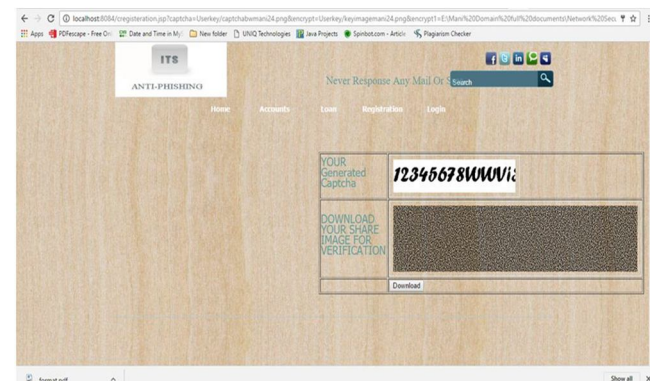 localhost:8084/cregisteration.jsp?captcha=Userkey/captchabwmani24.png&encrypt=Userkey/keyimagemani24.png&encrypt1=E:\Mani%20Domain%20full%20documents\Network%20Secu
Apps PDFescape - Free Onli Date and Time in My New folder UNIQ Technologies Java Projects Spinbot.com - Article Plagiarism Checker
ITS
ANTI-PHISHING
Never Response Any Mail Or S
Search
Home Accounts Loan Registration Login
YOUR
Generated
Captcha
12345678WWVi
DOWNLOAD
YOUR SHARE
IMAGE FOR
VERIFICATION
Download
format.pdf
Show all